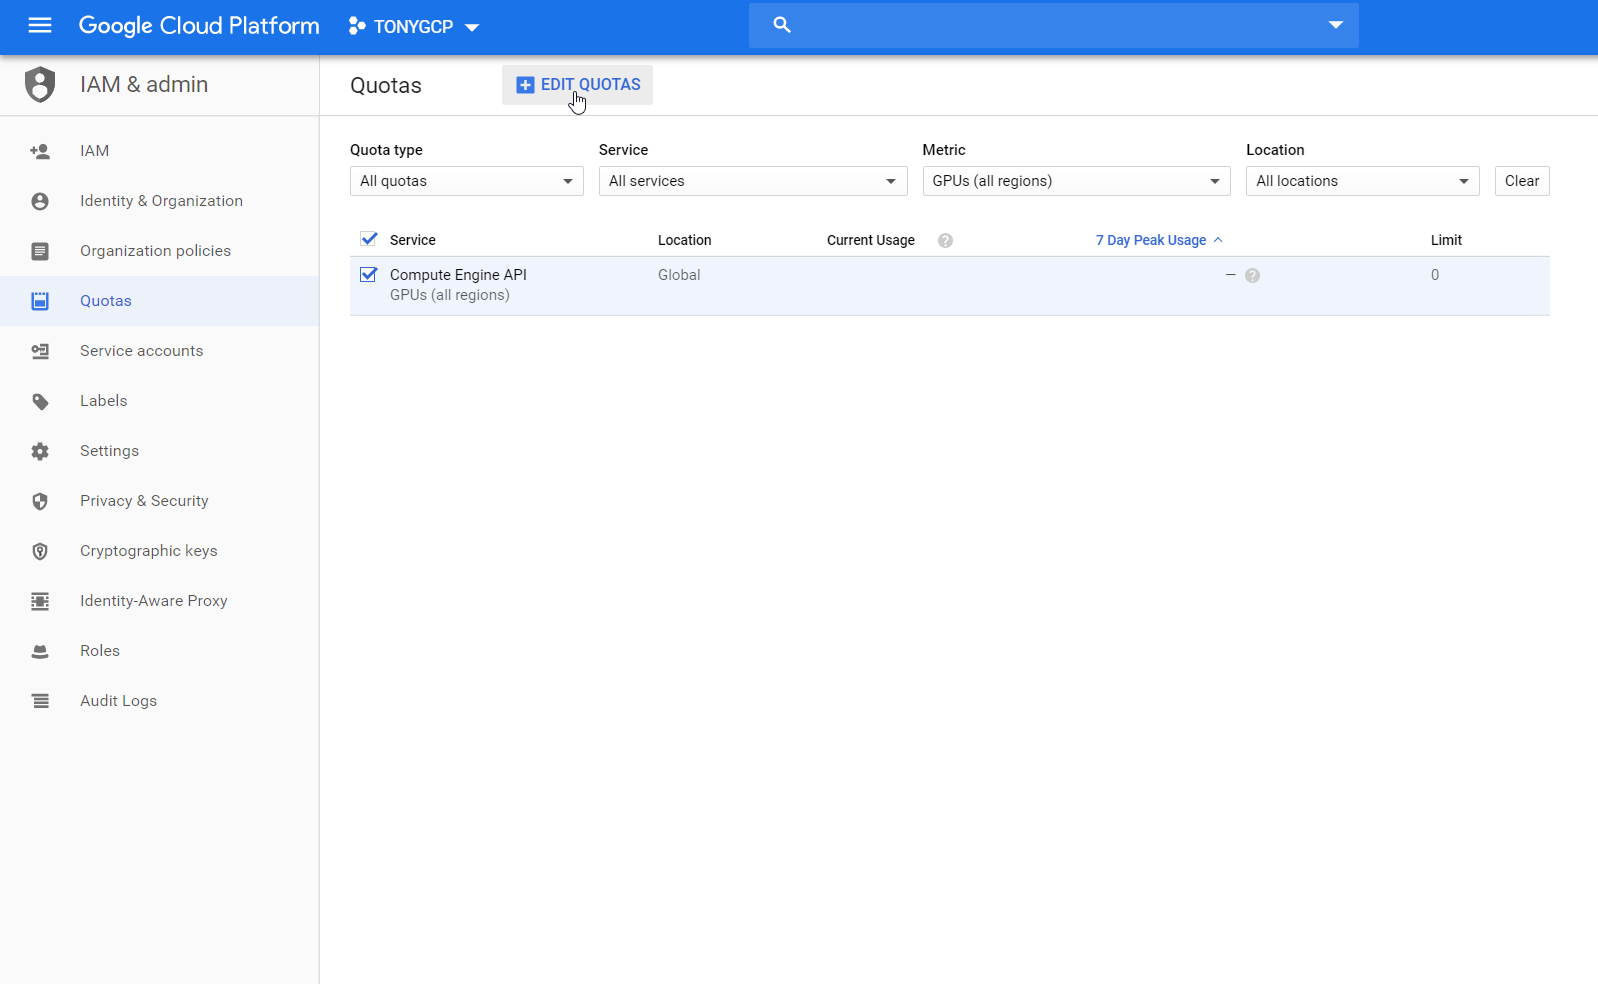 Google Cloud Platform TONYGCP
IAM & admin
Quotas
EDIT QUOTAS
IAM
Identity & Organization
Organization policies
Quotas
Service accounts
Labels
Settings
Privacy & Security
Cryptographic keys
Identity-Aware Proxy
Roles
Audit Logs
Quota type Service Metric Location
All quotas All services GPUs (all regions) All locations Clear
Service Location Current Usage ? 7 Day Peak Usage Limit
Compute Engine API Global – ? 0
GPUs (all regions)